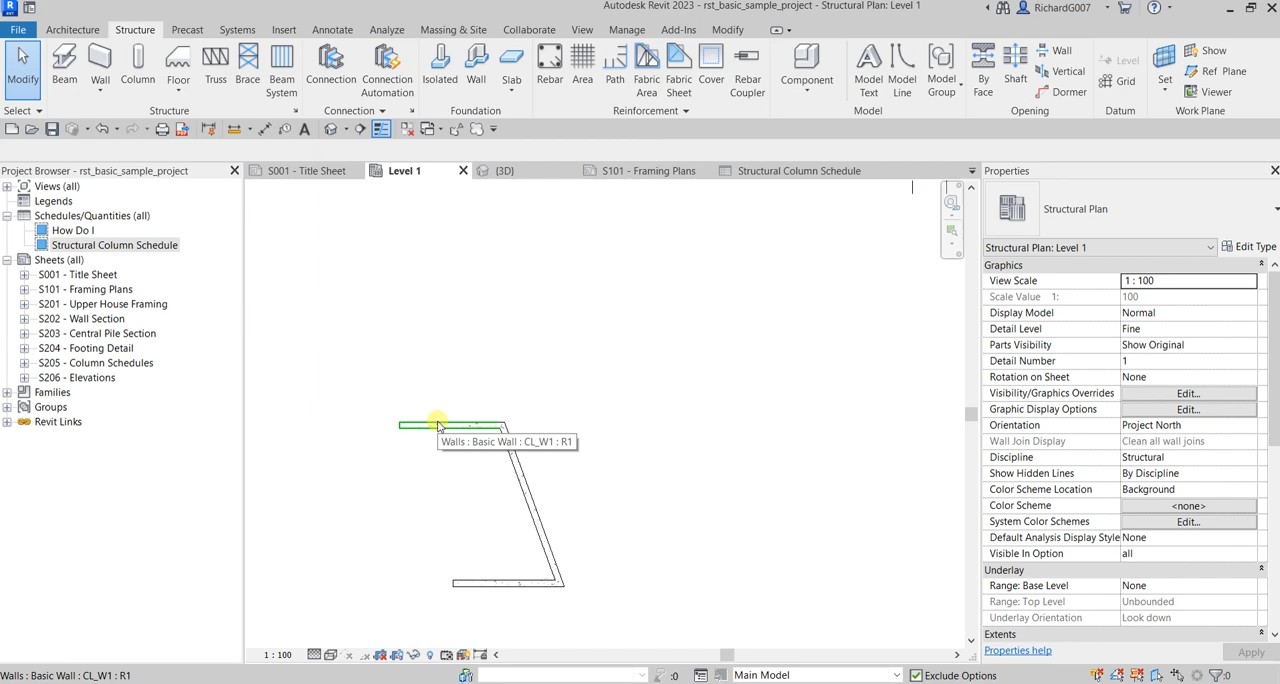 Autodesk Revit 2023 - rst_basic_sample_project - Structural Plan: Level 1
RichardG007
File
Architecture
Structure
Precast
Systems
Insert
Annotate
Analyze
Massing & Site
Collaborate
View
Manage
Add-Ins
Modify
Modify
Beam
Wall
Column
Floor
Truss
Brace
Beam
System
Connection
Connection
Automation
Isolated
Wall
Slab
Rebar
Area
Path
Fabric
Area
Fabric
Sheet
Cover
Rebar
Coupler
Component
Model
Text
Model
Line
Model
Group
By
Face
Shaft
Wall
Vertical
Dormer
Level
Grid
Set
Show
Ref Plane
Viewer
Select
Structure
Connection
Foundation
Reinforcement
Model
Opening
Datum
Work Plane
Project Browser - rst_basic_sample_project
S001 - Title Sheet
Level 1
(3D)
S101 - Framing Plans
Structural Column Schedule
Properties
Views (all)
Legends
Schedules/Quantities (all)
How Do I
Structural Column Schedule
Sheets (all)
S001 - Title Sheet
S101 - Framing Plans
S201 - Upper House Framing
S202 - Wall Section
S203 - Central Pile Section
S204 - Footing Detail
S205 - Column Schedules
S206 - Elevations
Families
Groups
Revit Links
Walls : Basic Wall : CL_W1 : R1
Structural Plan
Structural Plan: Level 1
Edit Type
Graphics
View Scale 1 : 100
Scale Value 1: 100
Display Model Normal
Detail Level Fine
Parts Visibility Show Original
Detail Number 1
Rotation on Sheet None
Visibility/Graphics Overrides Edit...
Graphic Display Options Edit...
Orientation Project North
Wall Join Display Clean all wall joins
Discipline Structural
Show Hidden Lines By Discipline
Color Scheme Location Background
Color Scheme <none>
System Color Schemes Edit...
Default Analysis Display Style None
Visible In Option all
Underlay
Range: Base Level None
Range: Top Level Unbounded
Underlay Orientation Look down
Extents
Properties help
Apply
1 : 100
Walls : Basic Wall : CL_W1 : R1
:0
Main Model
Exclude Options
:0